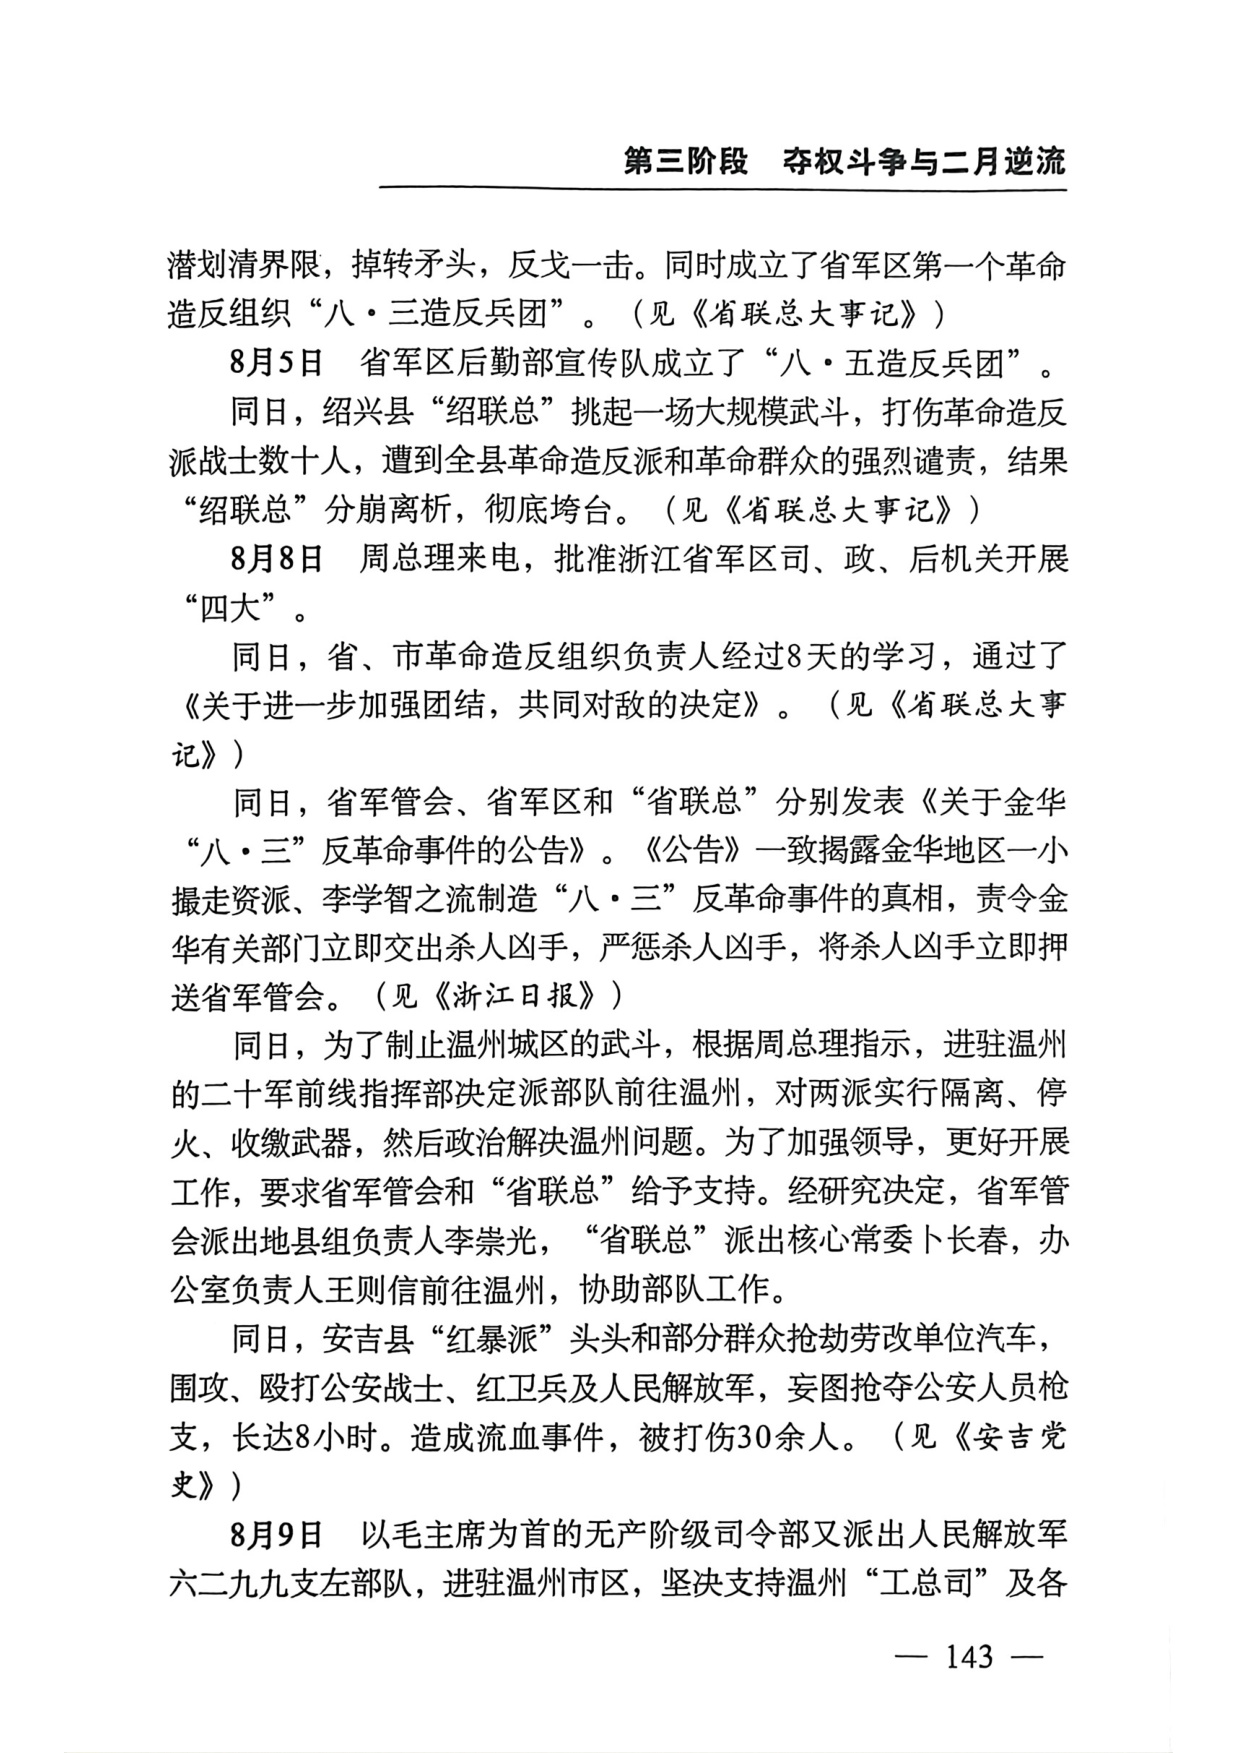 第三阶段　夺权斗争与二月逆流
潜划清界限，掉转矛头，反戈一击。同时成立了省军区第一个革命
造反组织“八・三造反兵团”。（见《省联总大事记》）
8月5日　省军区后勤部宣传队成立了“八・五造反兵团”。
同日，绍兴县“绍联总”挑起一场大规模武斗，打伤革命造反
派战士数十人，遭到全县革命造反派和革命群众的强烈谴责，结果
“绍联总”分崩离析，彻底垮台。（见《省联总大事记》）
8月8日　周总理来电，批准浙江省军区司、政、后机关开展
“四大”。
同日，省、市革命造反组织负责人经过8天的学习，通过了
《关于进一步加强团结，共同对敌的决定》。（见《省联总大事
记》）
同日，省军管会、省军区和“省联总”分别发表《关于金华
“八・三”反革命事件的公告》。《公告》一致揭露金华地区一小
撮走资派、李学智之流制造“八・三”反革命事件的真相，责令金
华有关部门立即交出杀人凶手，严惩杀人凶手，将杀人凶手立即押
送省军管会。（见《浙江日报》）
同日，为了制止温州城区的武斗，根据周总理指示，进驻温州
的二十军前线指挥部决定派部队前往温州，对两派实行隔离、停
火、收缴武器，然后政治解决温州问题。为了加强领导，更好开展
工作，要求省军管会和“省联总”给予支持。经研究决定，省军管
会派出地县组负责人李崇光，“省联总”派出核心常委卜长春，办
公室负责人王则信前往温州，协助部队工作。
同日，安吉县“红暴派”头头和部分群众抢劫劳改单位汽车，
围攻、殴打公安战士、红卫兵及人民解放军，妄图抢夺公安人员枪
支，长达8小时。造成流血事件，被打伤30余人。（见《安吉党
史》）
8月9日　以毛主席为首的无产阶级司令部又派出人民解放军
六二九九支左部队，进驻温州市区，坚决支持温州“工总司”及各
— 143 —